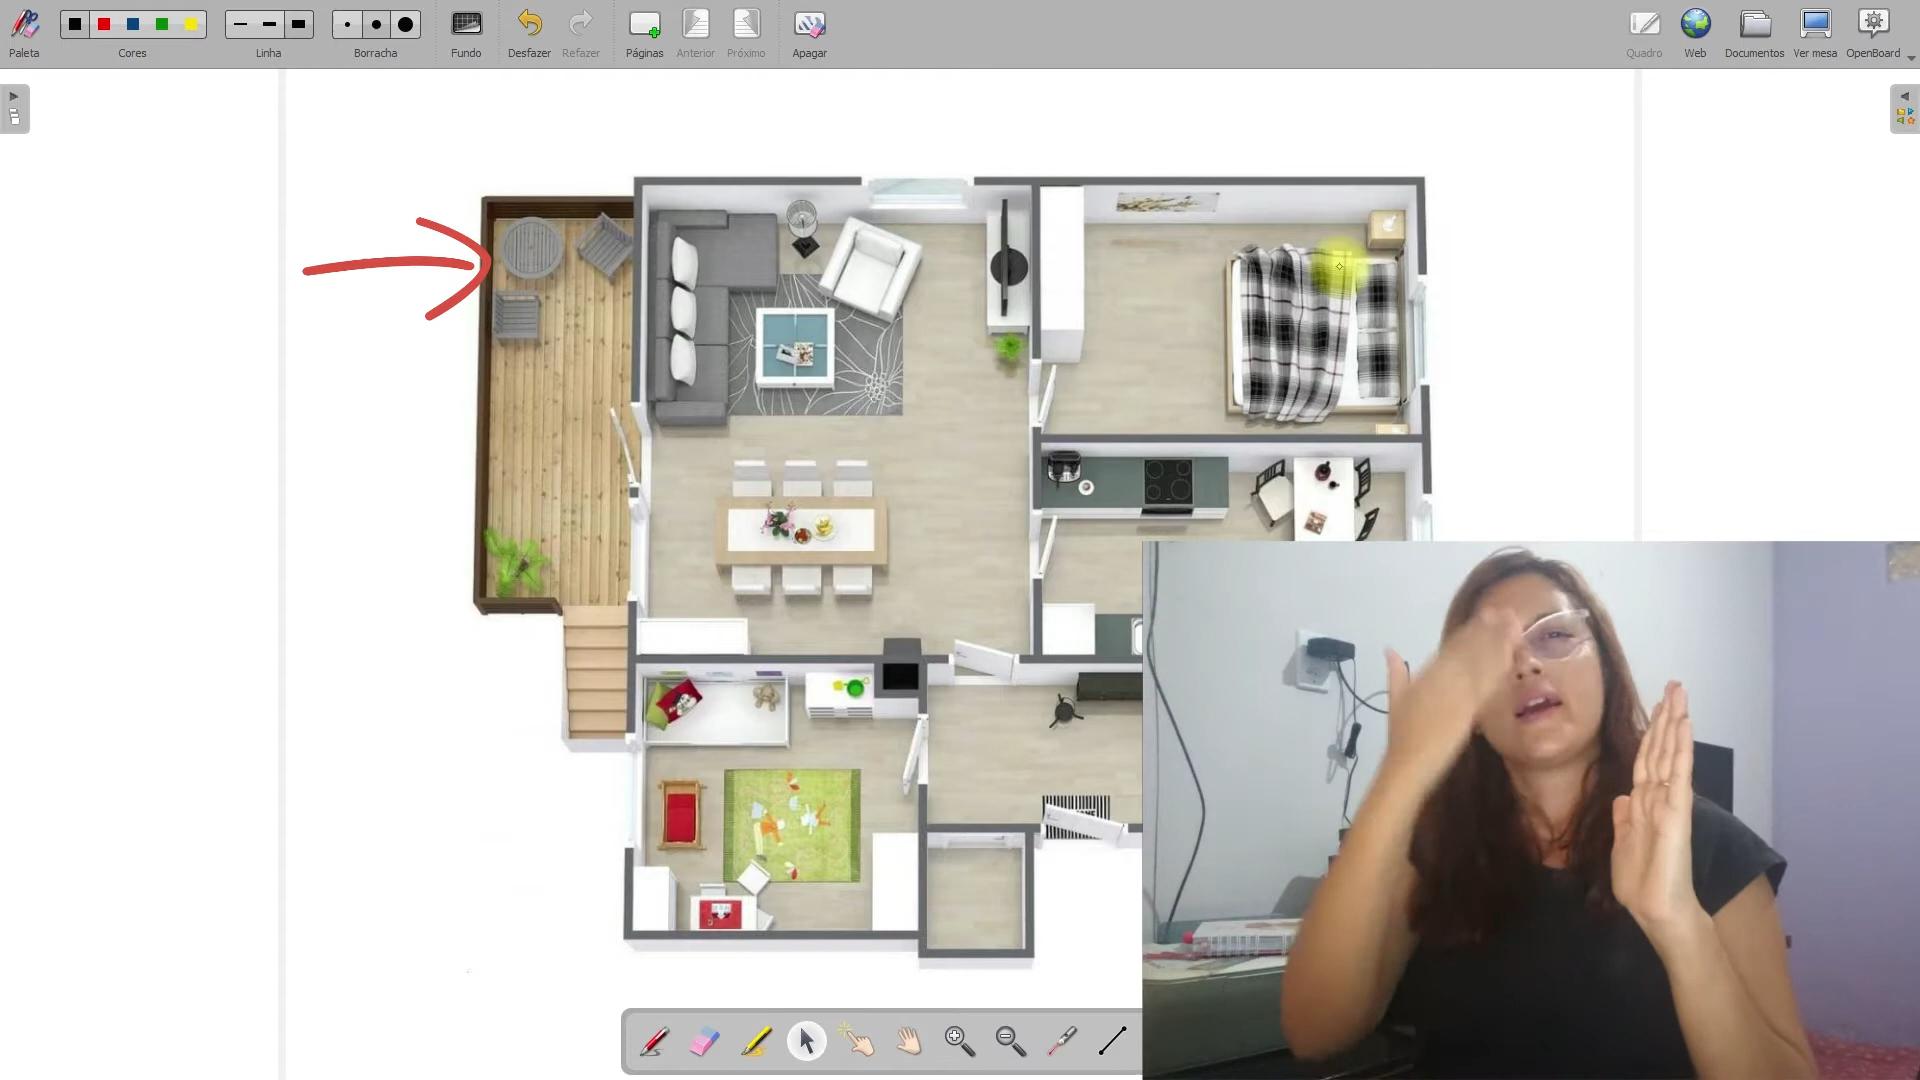 Paleta
Cores
Linha
Borracha
Fundo
Desfazer
Refazer
Páginas
Anterior
Próximo
Apagar
Quadro
Web
Documentos
Ver mesa
OpenBoard